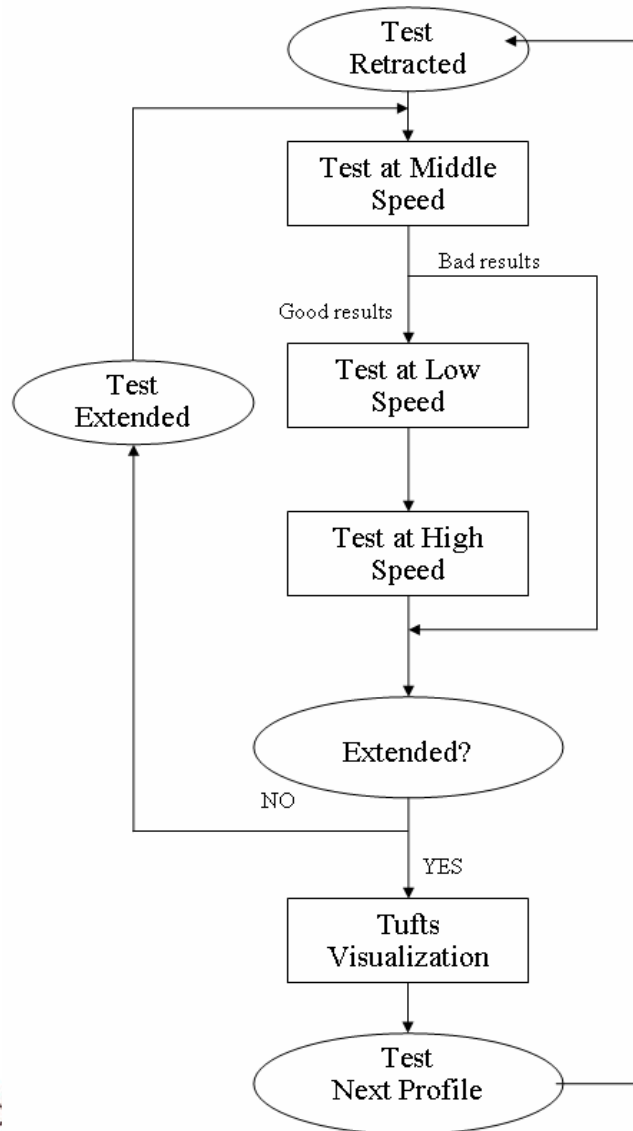 Test
Retracted
Test at Middle
Speed
Bad results
Good results
Test at Low
Speed
Test
Extended
Test at High
Speed
Extended?
NO
YES
Tufts
Visualization
Test
Next Profile